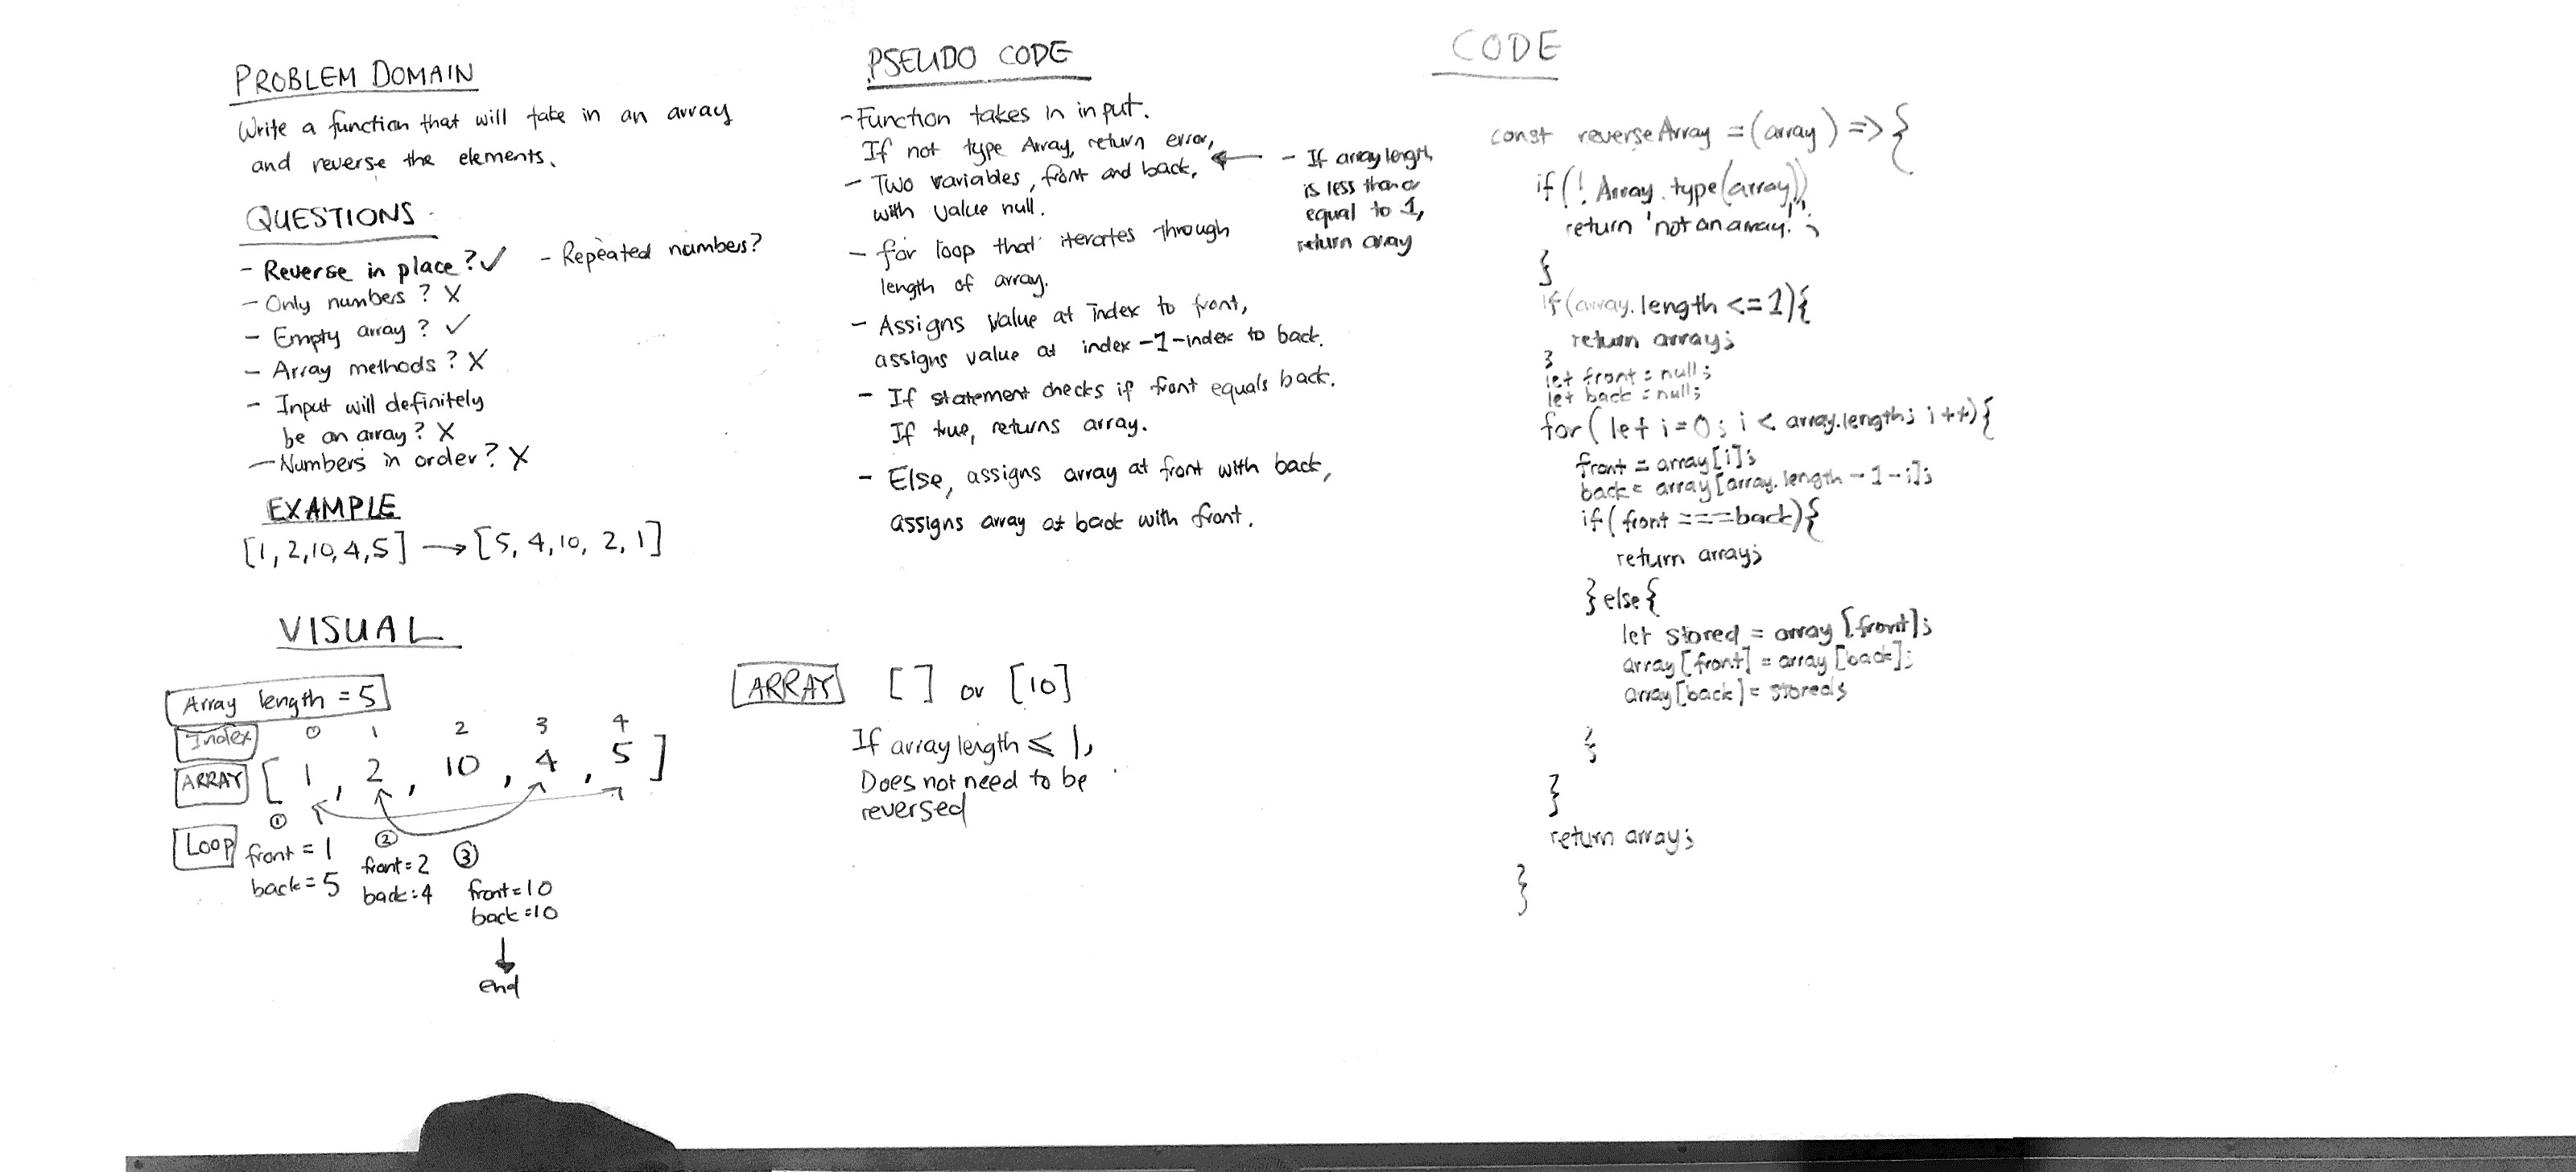 PROBLEM DOMAIN
Write a function that will take in an array
and reverse the elements.
QUESTIONS
- Reverse in place? ✓
- Repeated numbers?
- Only numbers? X
- Empty array? ✓
- Array methods? X
- Input will definitely
be an array? X
- Numbers in order? X
EXAMPLE
[1, 2, 10, 4, 5] → [5, 4, 10, 2, 1]
VISUAL
Array length = 5
Index 0 1 2 3 4
ARRAY [ 1 , 2 , 10 , 4 , 5 ]
Loop
① front = 1
back = 5
② front = 2
back = 4
③ front = 10
back = 10
↓
end
ARRAY [ ] or [10]
If array length ≤ 1,
Does not need to be
reversed
PSEUDO CODE
- Function takes in input.
If not type Array, return error,
- Two variables, front and back,
with value null.
← - If array length
is less than or
equal to 1,
return array
- for loop that iterates through
length of array.
- Assigns value at index to front,
assigns value at index -1-index to back.
- If statement checks if front equals back.
If true, returns array.
- Else, assigns array at front with back,
assigns array at back with front.
CODE
const reverseArray = (array) => {
if(! Array.type(array)),
return 'not an array!';
}
if(array.length <= 1){
return array;
}
let front = null;
let back = null;
for( let i = 0; i < array.length; i++){
front = array[i];
back = array[array.length - 1 - i];
if( front === back){
return array;
} else {
let stored = array [front];
array[front] = array [back];
array[back] = stored;
}
}
return array;
}